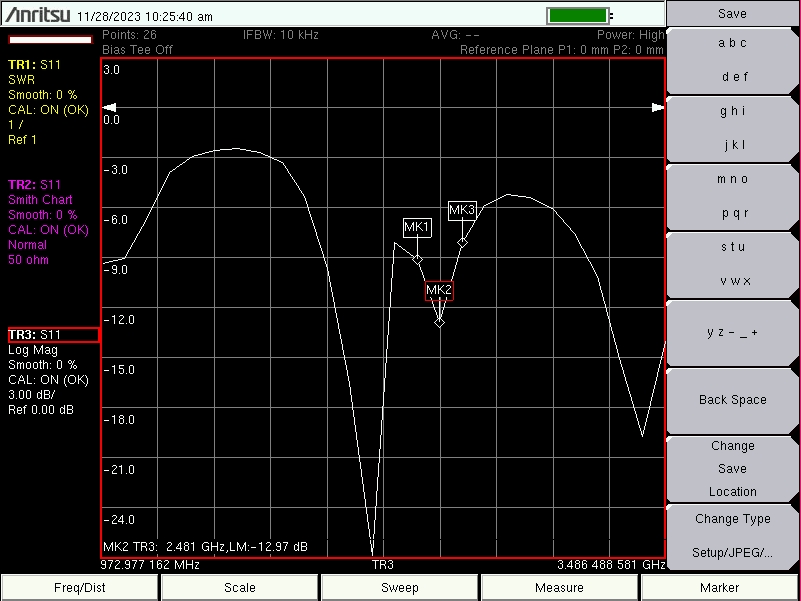 Anritsu 11/28/2023 10:25:40 am
Save
Points: 26 IFBW: 10 kHz AVG: -- Power: High
Bias Tee Off Reference Plane P1: 0 mm P2: 0 mm
TR1: S11
SWR
Smooth: 0 %
CAL: ON (OK)
1 /
Ref 1
TR2: S11
Smith Chart
Smooth: 0 %
CAL: ON (OK)
Normal
50 ohm
TR3: S11
Log Mag
Smooth: 0 %
CAL: ON (OK)
3.00 dB/
Ref 0.00 dB
3.0
0.0
-3.0
-6.0
-9.0
-12.0
-15.0
-18.0
-21.0
-24.0
MK1
MK3
MK2
MK2 TR3: 2.481 GHz,LM:-12.97 dB
972.977 162 MHz TR3 3.486 488 581 GHz
a b c
d e f
g h i
j k l
m n o
p q r
s t u
v w x
y z - _ +
Back Space
Change
Save
Location
Change Type
Setup/JPEG/...
Freq/Dist Scale Sweep Measure Marker